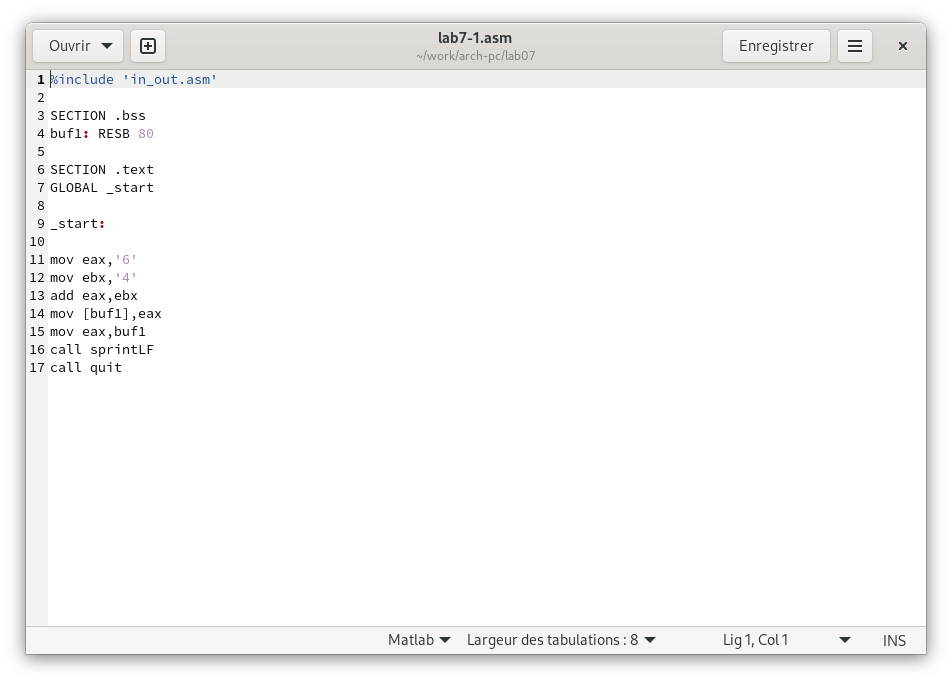 Ouvrir
lab7-1.asm
~/work/arch-pc/lab07
Enregistrer
1 %include 'in_out.asm'
2
3 SECTION .bss
4 buf1: RESB 80
5
6 SECTION .text
7 GLOBAL _start
8
9 _start:
10
11 mov eax,'6'
12 mov ebx,'4'
13 add eax,ebx
14 mov [buf1],eax
15 mov eax,buf1
16 call sprintLF
17 call quit
Matlab Largeur des tabulations : 8 Lig 1, Col 1 INS